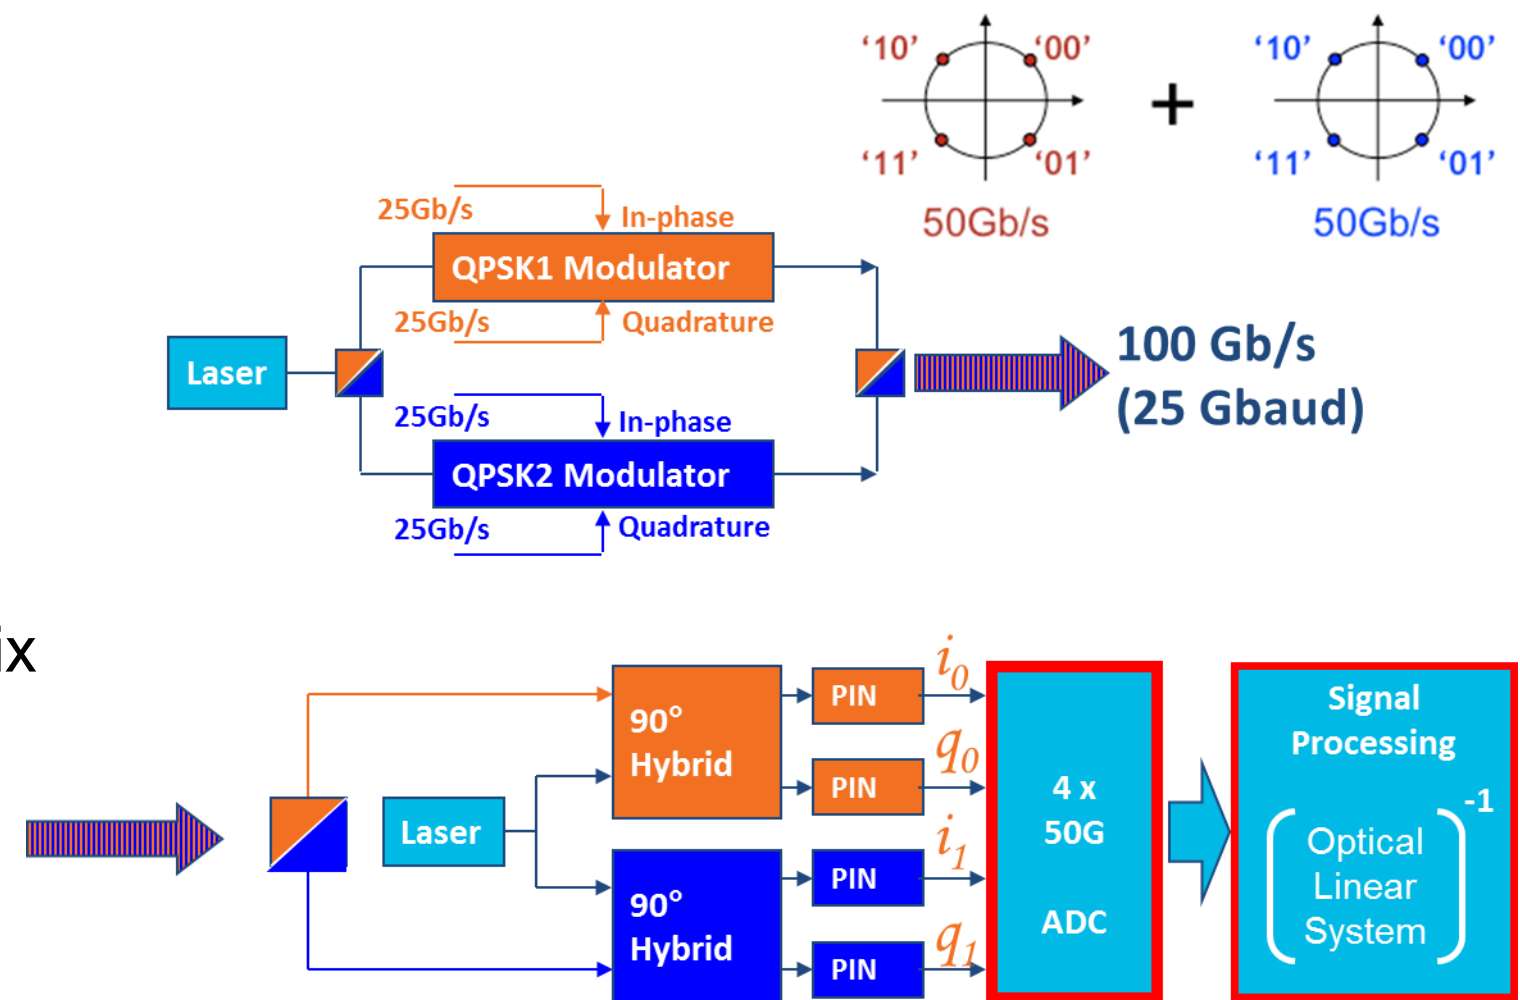 ‘10’ ‘00’ ‘10’ ‘00’
+
‘11’ ‘01’ ‘11’ ‘01’
50Gb/s 50Gb/s
25Gb/s
In-phase
QPSK1 Modulator
25Gb/s
Quadrature
Laser
100 Gb/s
(25 Gbaud)
25Gb/s
In-phase
QPSK2 Modulator
25Gb/s
Quadrature
ix
90°
Hybrid
Laser
90°
Hybrid
PIN
PIN
PIN
PIN
i0
q0
i1
q1
4 x
50G
ADC
Signal
Processing
-1
Optical
Linear
System